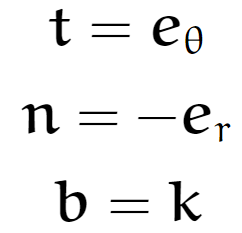 t = e_θ
n = −e_r
b = k